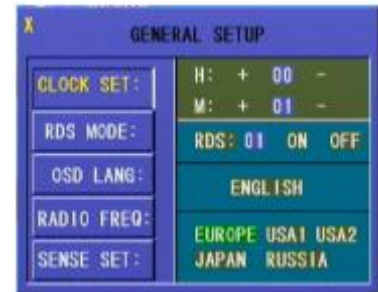 X
GENERAL SETUP
CLOCK SET:
H: + 00 -
M: + 01 -
RDS MODE:
RDS: 01 ON OFF
OSD LANG:
ENGLISH
RADIO FREQ:
EUROPE USA1 USA2
JAPAN RUSSIA
SENSE SET: